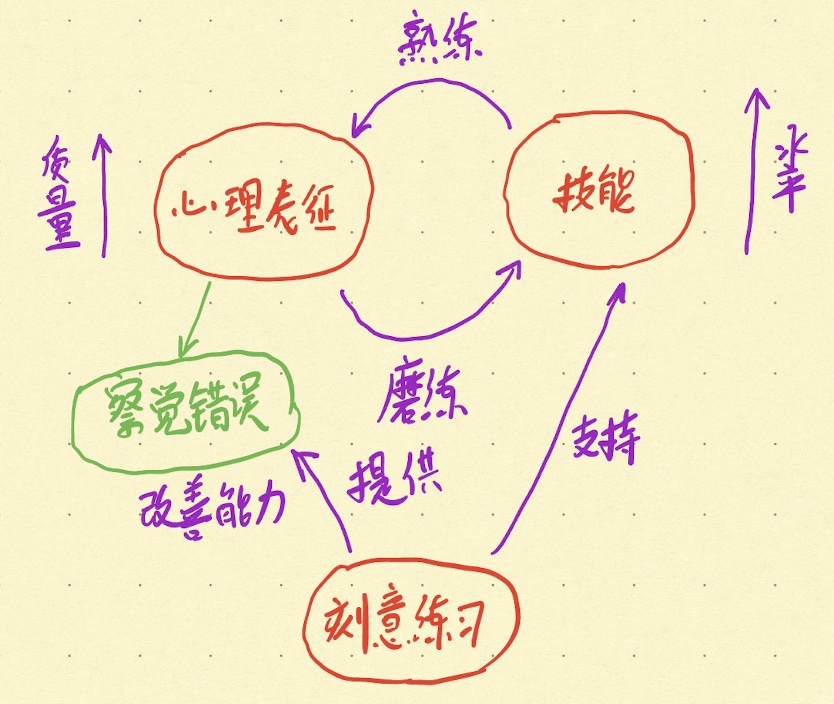 熟练
质量
心理表征
技能
水平
察觉错误
磨练
支持
改善能力
提供
刻意练习